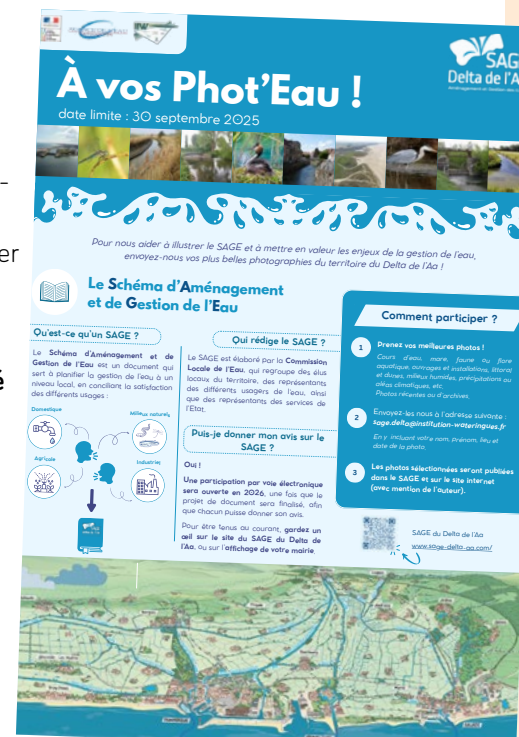 SAGE
Delta de l'A
À vos Phot'Eau !
date limite : 30 septembre 2025
-
er
é
Pour nous aider à illustrer le SAGE et à mettre en valeur les enjeux de la gestion de l'eau,
envoyez-nous vos plus belles photographies du territoire du Delta de l'Aa !
Le Schéma d'Aménagement
et de Gestion de l'Eau
Qu'est-ce qu'un SAGE ?
Le Schéma d'Aménagement et de
Gestion de l'Eau est un document qui
sert à planifier la gestion de l'eau à un
niveau local, en conciliant la satisfaction
des différents usages :
Domestique
Milieux naturels
Agricole
Industries
Qui rédige le SAGE ?
Le SAGE est élaboré par la Commission
Locale de l'Eau, qui regroupe des élus
locaux du territoire, des représentants
des différents usagers de l'eau, ainsi
que des représentants des services de
l'Etat.
Puis-je donner mon avis sur le
SAGE ?
Oui !
Une participation par voie électronique
sera ouverte en 2026, une fois que le
projet de document sera finalisé, afin
que chacun puisse donner son avis.
Pour être tenus au courant, gardez un
œil sur le site du SAGE du Delta de
l'Aa, ou sur l'affichage de votre mairie.
Comment participer ?
1
Prenez vos meilleures photos !
Cours d'eau, mare, faune ou flore
aquatique, ouvrages et installations, littoral
et dunes, milieux humides, précipitations ou
aléas climatiques, etc.
Photos récentes ou d'archives.
2
Envoyez-les nous à l'adresse suivante :
sage.delta@institution-wateringues.fr
En y incluant votre nom, prénom, lieu et
date de la photo.
3
Les photos sélectionnées seront publiées
dans le SAGE et sur le site internet
(avec mention de l'auteur).
SAGE du Delta de l'Aa
www.sage-delta-aa.com/